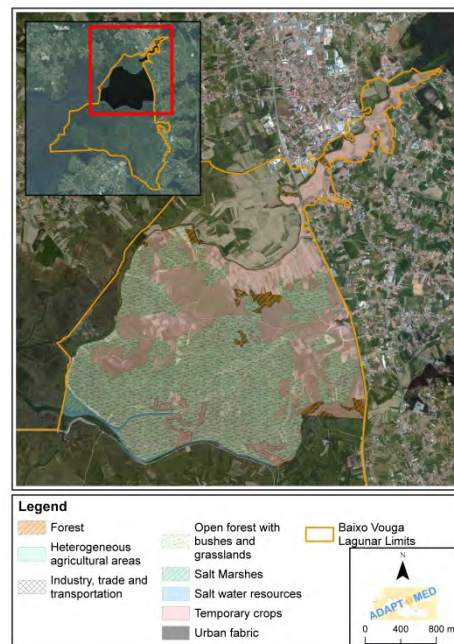 Legend
Forest
Heterogeneous
agricultural areas
Industry, trade and
transportation
Open forest with
bushes and
grasslands
Salt Marshes
Salt water resources
Temporary crops
Urban fabric
Baixo Vouga
Lagunar Limits
N
ADAPT MED
0 400 800 m